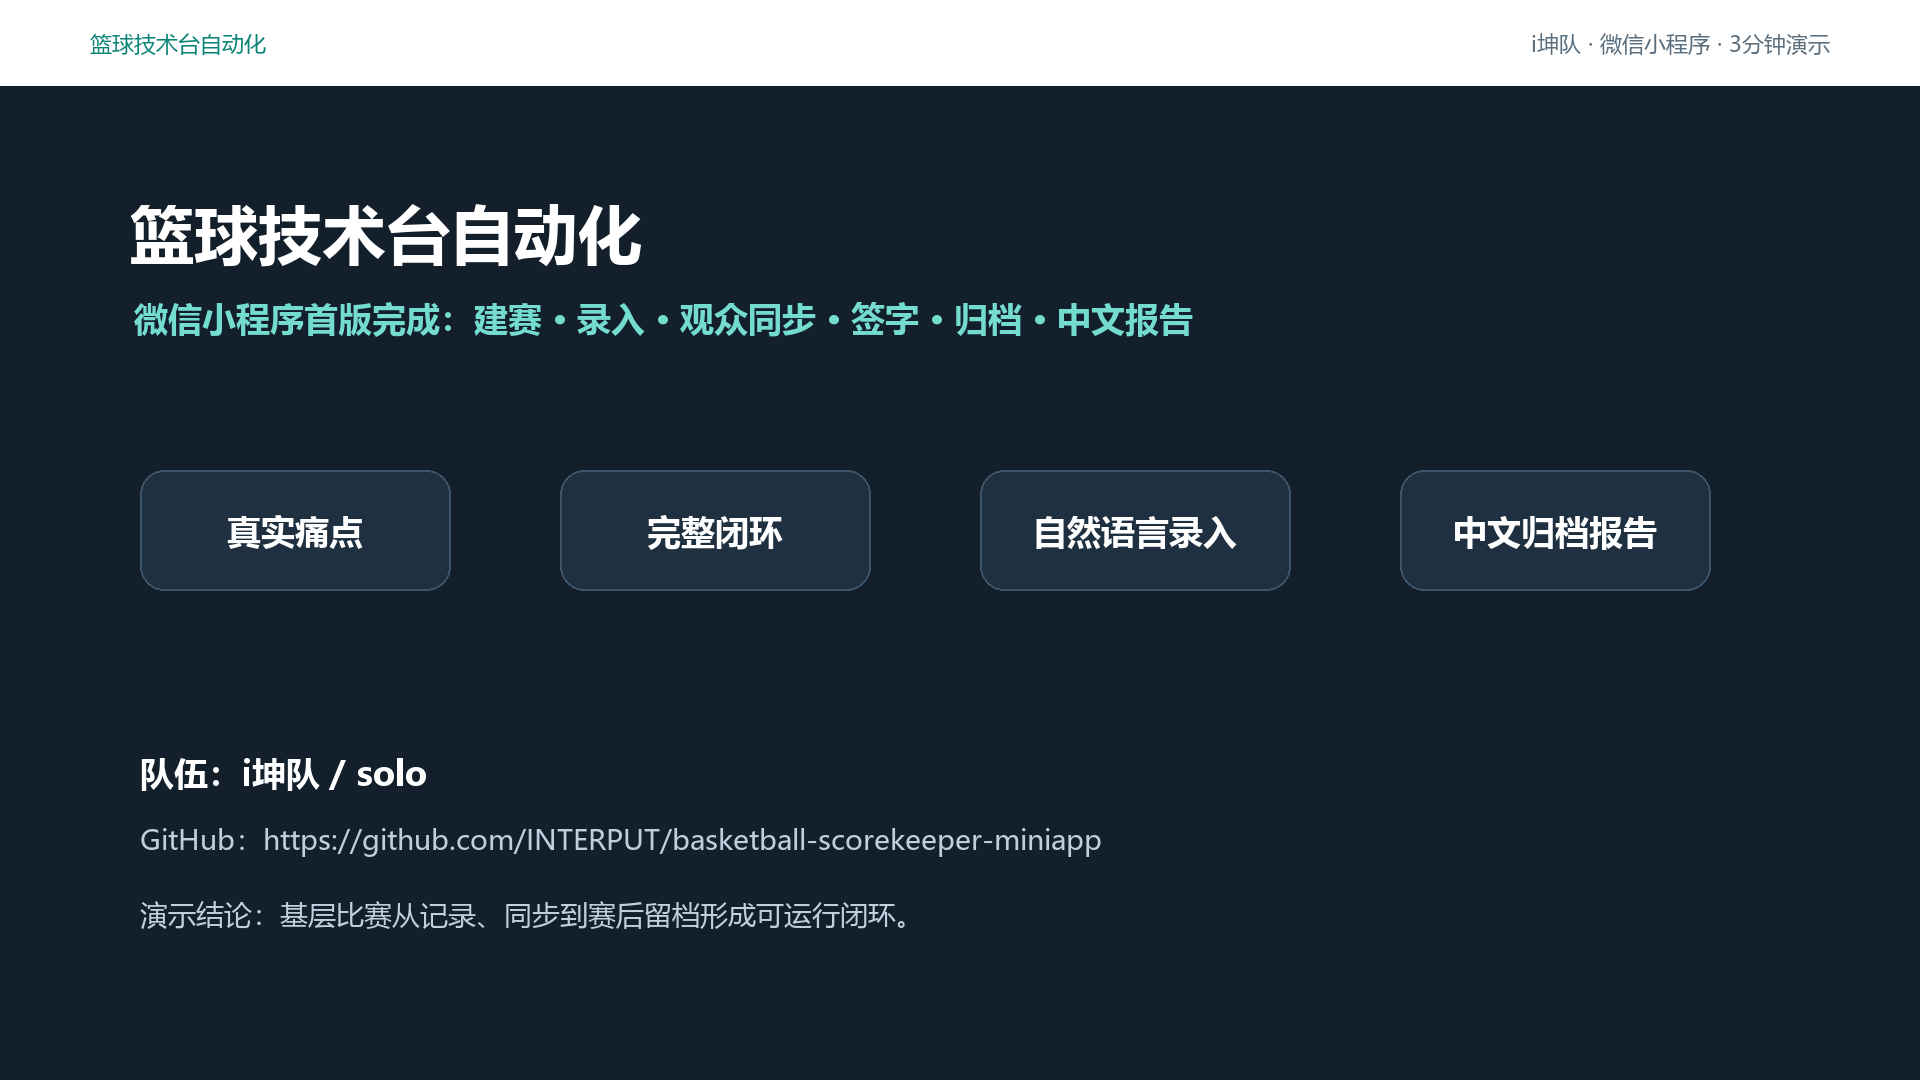 篮球技术台自动化
i坤队 · 微信小程序 · 3分钟演示
篮球技术台自动化
微信小程序首版完成：建赛 • 录入 • 观众同步 • 签字 • 归档 • 中文报告
真实痛点
完整闭环
自然语言录入
中文归档报告
队伍：i坤队 / solo
GitHub：https://github.com/INTERPUT/basketball-scorekeeper-miniapp
演示结论：基层比赛从记录、同步到赛后留档形成可运行闭环。